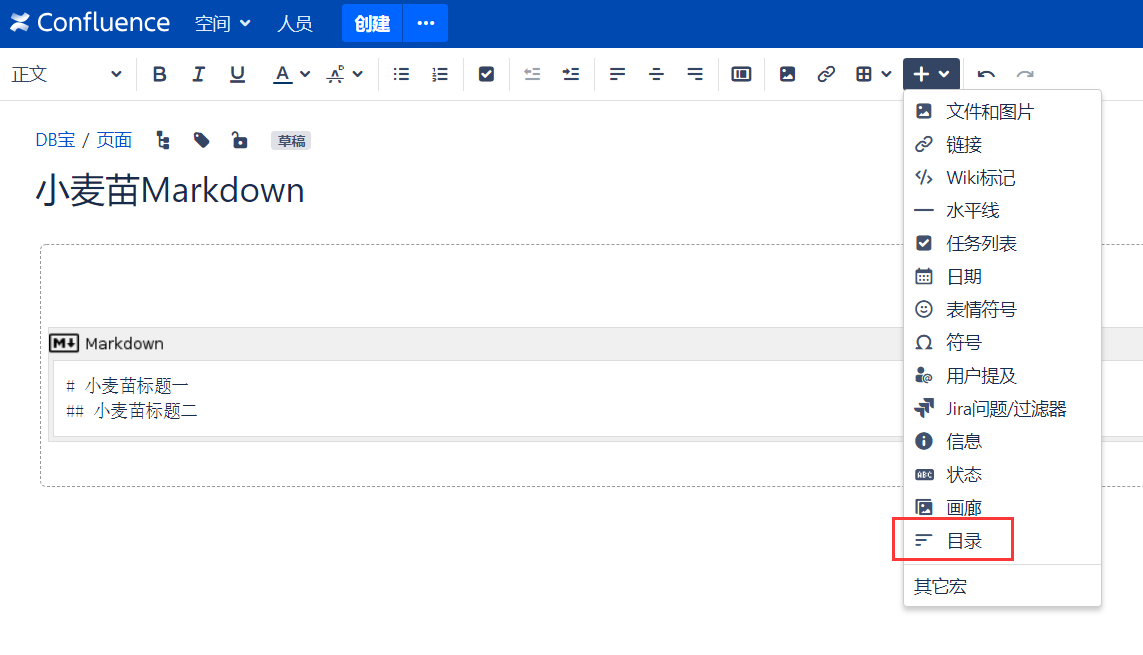 Confluence 空间 人员 创建 ···
正文 B I U A
DB宝 / 页面 草稿
小麦苗Markdown
M Markdown
# 小麦苗标题一
## 小麦苗标题二
文件和图片
链接
Wiki标记
水平线
任务列表
日期
表情符号
符号
用户提及
Jira问题/过滤器
信息
ABC 状态
画廊
目录
其它宏